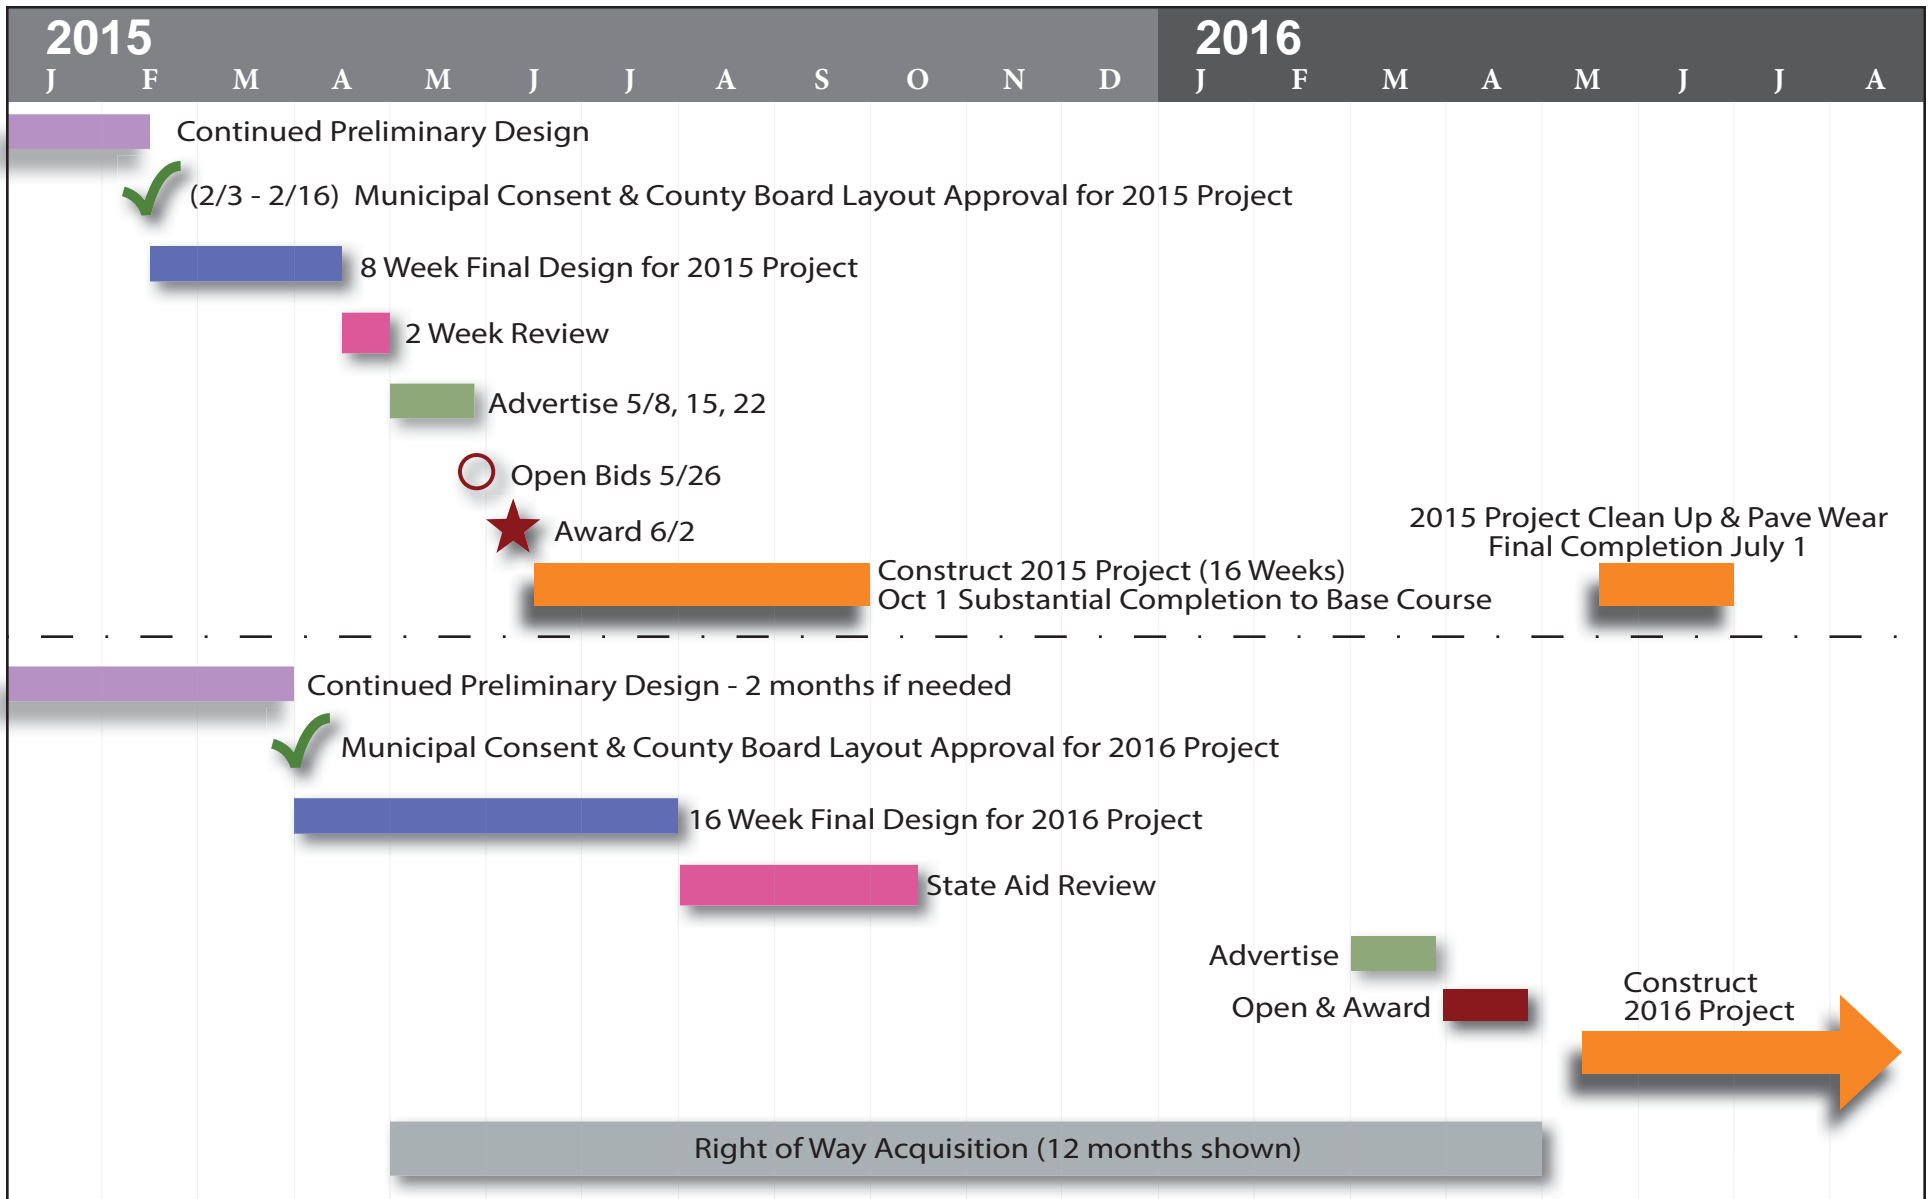 2015 2016
J F M A M J J A S O N D J F M A M J J A
Continued Preliminary Design
(2/3 - 2/16) Municipal Consent & County Board Layout Approval for 2015 Project
8 Week Final Design for 2015 Project
2 Week Review
Advertise 5/8, 15, 22
Open Bids 5/26
Award 6/2
2015 Project Clean Up & Pave Wear
Final Completion July 1
Construct 2015 Project (16 Weeks)
Oct 1 Substantial Completion to Base Course
Continued Preliminary Design - 2 months if needed
Municipal Consent & County Board Layout Approval for 2016 Project
16 Week Final Design for 2016 Project
State Aid Review
Advertise
Open & Award
Construct
2016 Project
Right of Way Acquisition (12 months shown)